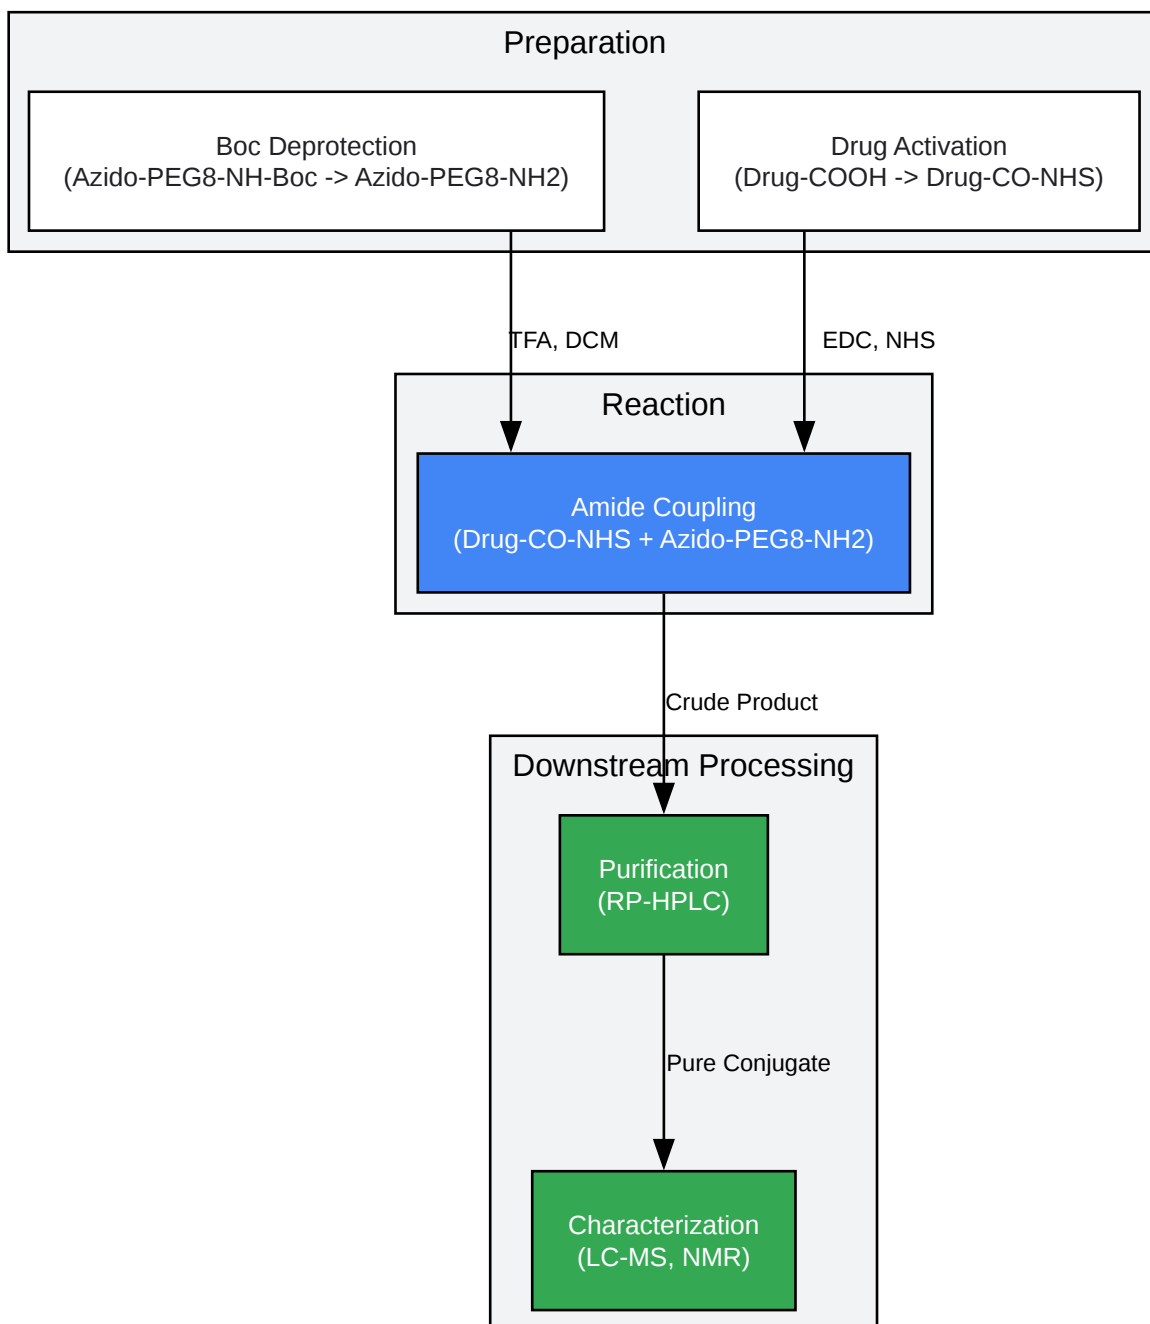 Preparation
Boc Deprotection
(Azido-PEG8-NH-Boc -> Azido-PEG8-NH2)
Drug Activation
(Drug-COOH -> Drug-CO-NHS)
TFA, DCM
EDC, NHS
Reaction
Amide Coupling
(Drug-CO-NHS + Azido-PEG8-NH2)
Crude Product
Downstream Processing
Purification
(RP-HPLC)
Pure Conjugate
Characterization
(LC-MS, NMR)